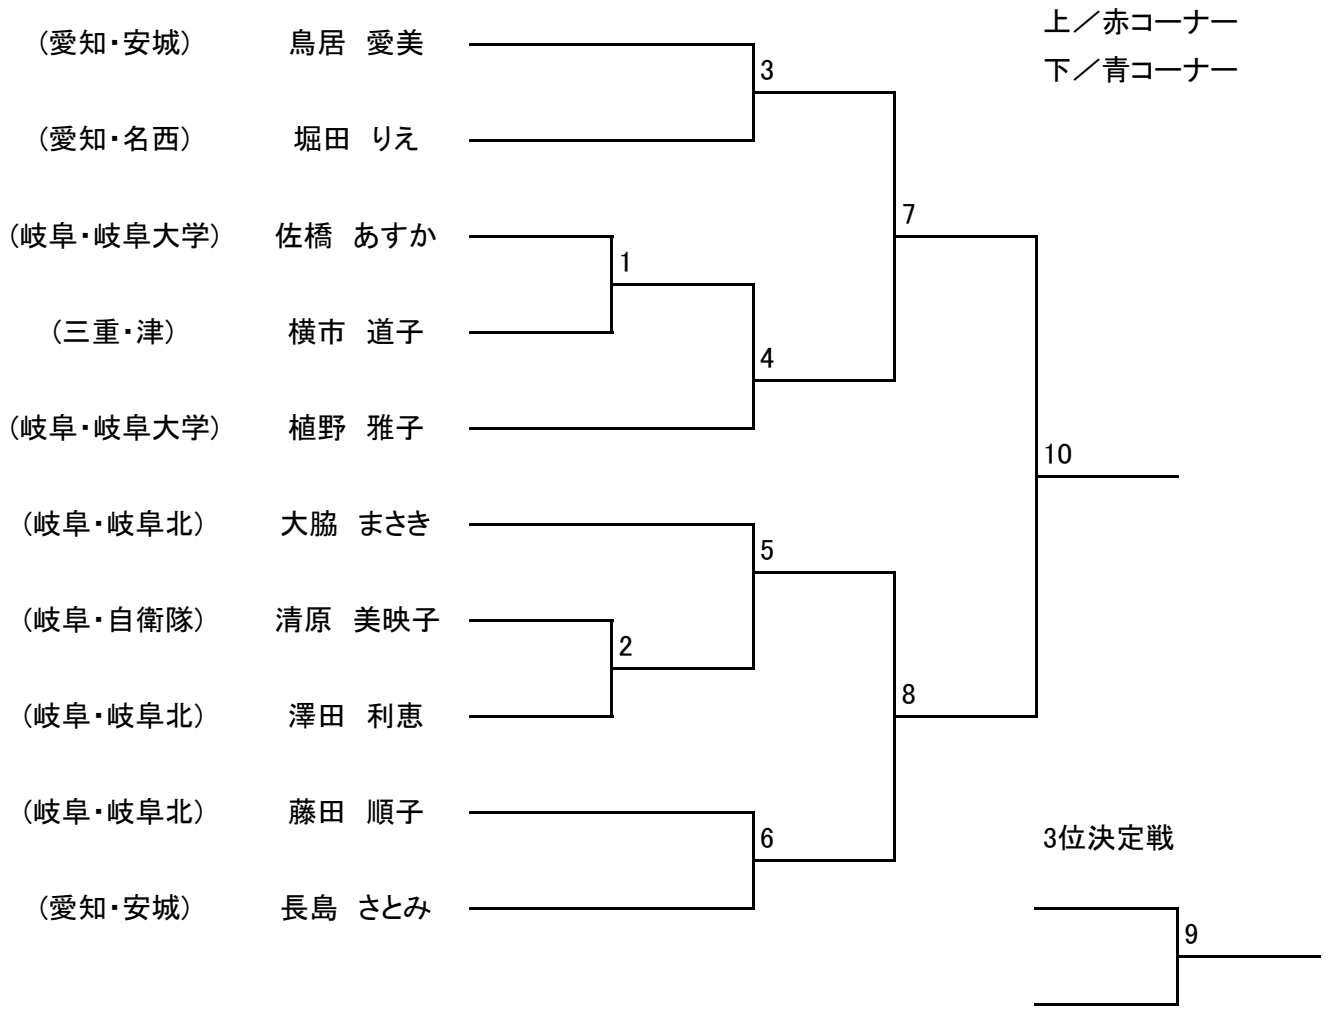 上／赤コーナー
(愛知・安城) 鳥居 愛美
下／青コーナー
3
(愛知・名西) 堀田 りえ
7
(岐阜・岐阜大学) 佐橋 あすか
1
(三重・津) 横市 道子
4
(岐阜・岐阜大学) 植野 雅子
10
(岐阜・岐阜北) 大脇 まさき
5
(岐阜・自衛隊) 清原 美映子
2
8
(岐阜・岐阜北) 澤田 利恵
(岐阜・岐阜北) 藤田 順子
6
3位決定戦
(愛知・安城) 長島 さとみ
9